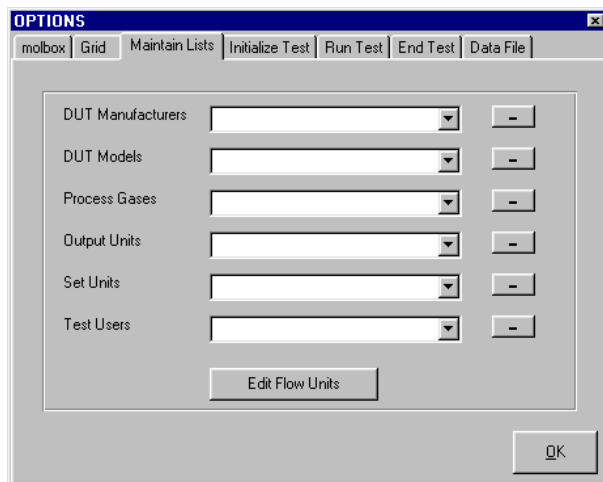 OPTIONS
molbox Grid Maintain Lists Initialize Test Run Test End Test Data File
DUT Manufacturers
DUT Models
Process Gases
Output Units
Set Units
Test Users
Edit Flow Units
OK